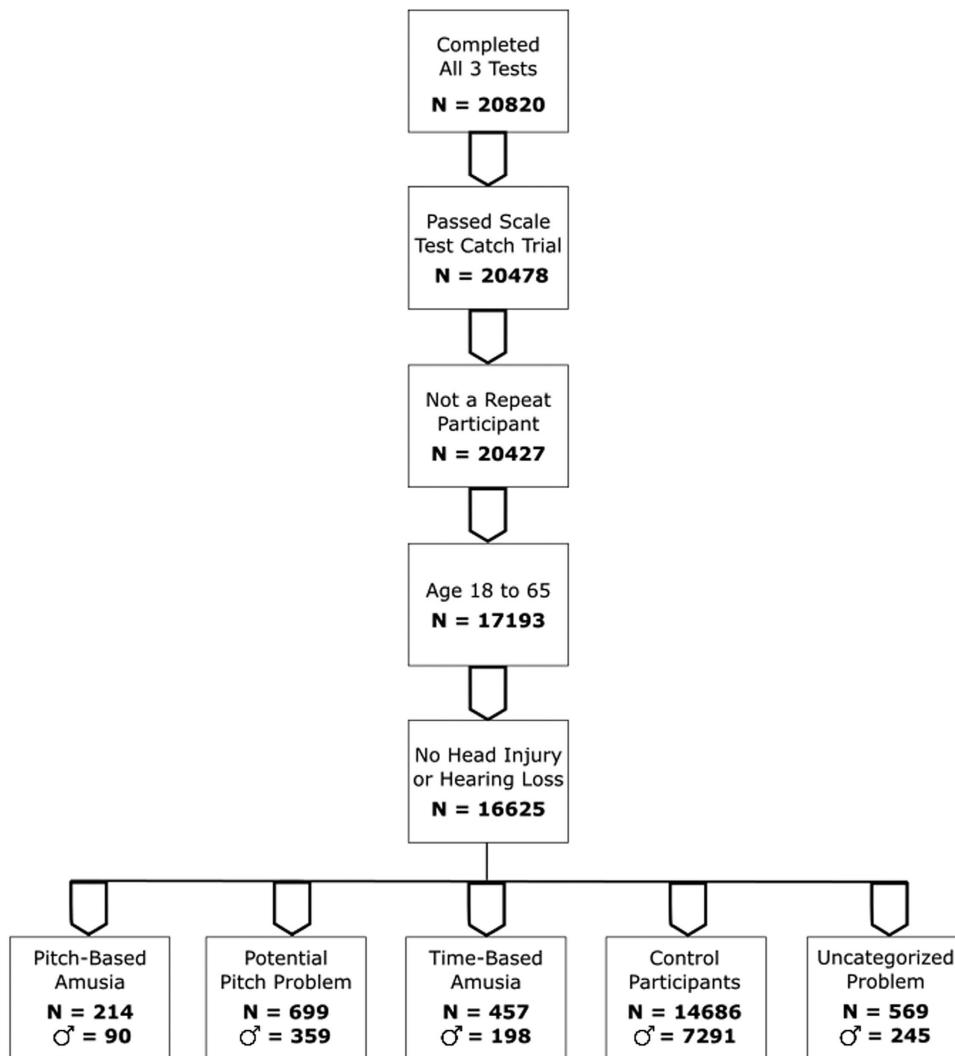 Completed
All 3 Tests
N = 20820
Passed Scale
Test Catch Trial
N = 20478
Not a Repeat
Participant
N = 20427
Age 18 to 65
N = 17193
No Head Injury
or Hearing Loss
N = 16625
Pitch-Based
Amusia
N = 214
♂ = 90
Potential
Pitch Problem
N = 699
♂ = 359
Time-Based
Amusia
N = 457
♂ = 198
Control
Participants
N = 14686
♂ = 7291
Uncategorized
Problem
N = 569
♂ = 245